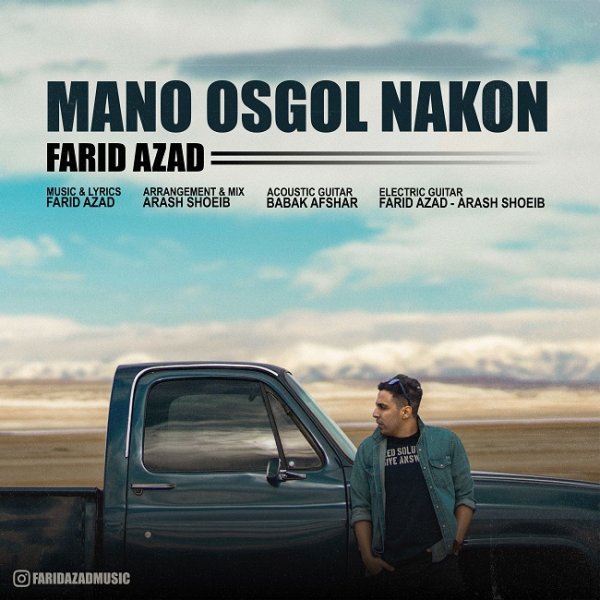 MANO OSGOL NAKON
FARID AZAD
MUSIC & LYRICS
FARID AZAD
ARRANGEMENT & MIX
ARASH SHOEIB
ACOUSTIC GUITAR
BABAK AFSHAR
ELECTRIC GUITAR
FARID AZAD - ARASH SHOEIB
FARIDAZADMUSIC